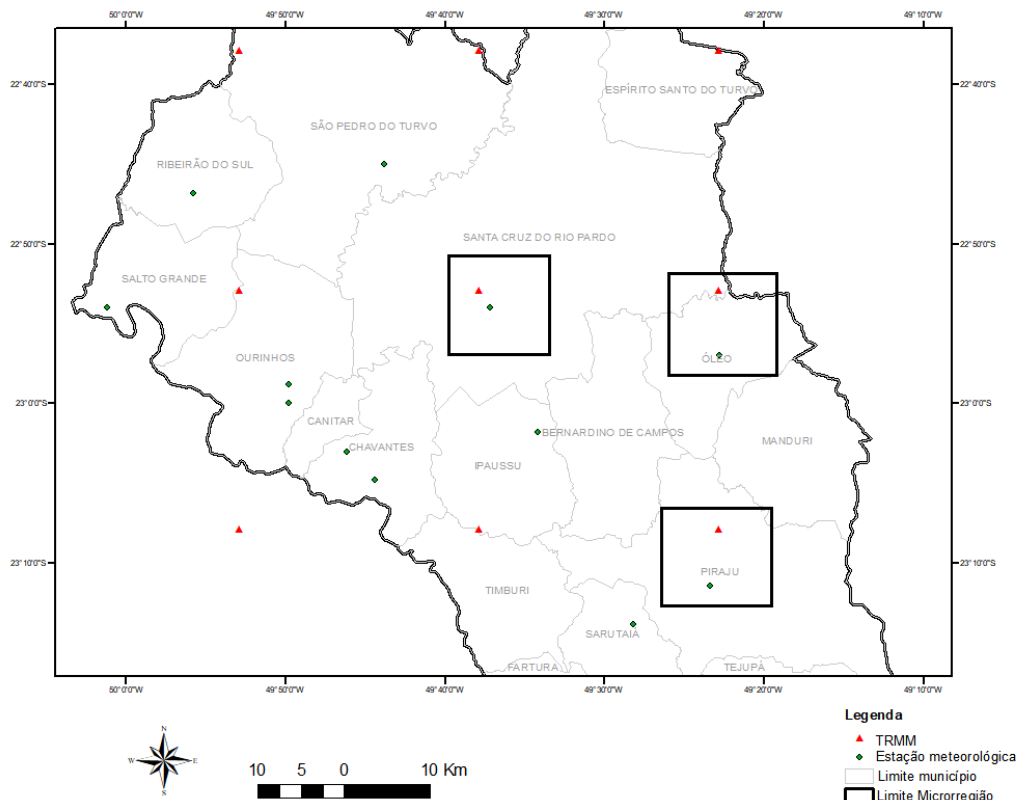 50°0'0"W 49°50'0"W 49°40'0"W 49°30'0"W 49°20'0"W 49°10'0"W
22°40'0"S 22°40'0"S
ESPÍRITO SANTO DO TURVO
SÃO PEDRO DO TURVO
RIBEIRÃO DO SUL
SANTA CRUZ DO RIO PARDO
22°50'0"S 22°50'0"S
SALTO GRANDE
OURINHOS
ÓLEO
23°0'0"S 23°0'0"S
CANITAR
BERNARDINO DE CAMPOS
MANDURI
CHAVANTES
IPAUSSU
23°10'0"S 23°10'0"S
PIRAJU
TIMBURI
SARUTAIA
FARTURA
TEJUPÁ
50°0'0"W 49°50'0"W 49°40'0"W 49°30'0"W 49°20'0"W 49°10'0"W
Legenda
TRMM
Estação meteorológica
Limite município
Limite Microrregião
N
W E
S
10 5 0 10 Km